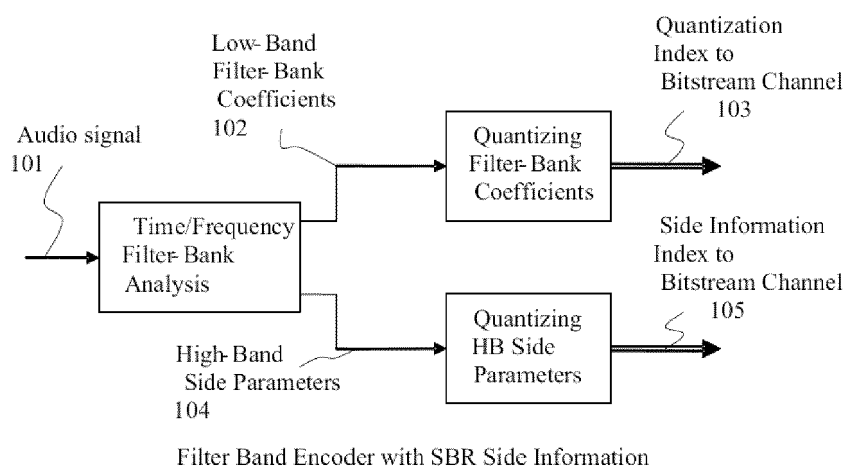 Audio signal
101
Low-Band
Filter-Bank
Coefficients
102
Quantization
Index to
Bitstream Channel
103
Time/Frequency
Filter-Bank
Analysis
Quantizing
Filter-Bank
Coefficients
Side Information
Index to
Bitstream Channel
105
High-Band
Side Parameters
104
Quantizing
HB Side
Parameters
Filter Band Encoder with SBR Side Information